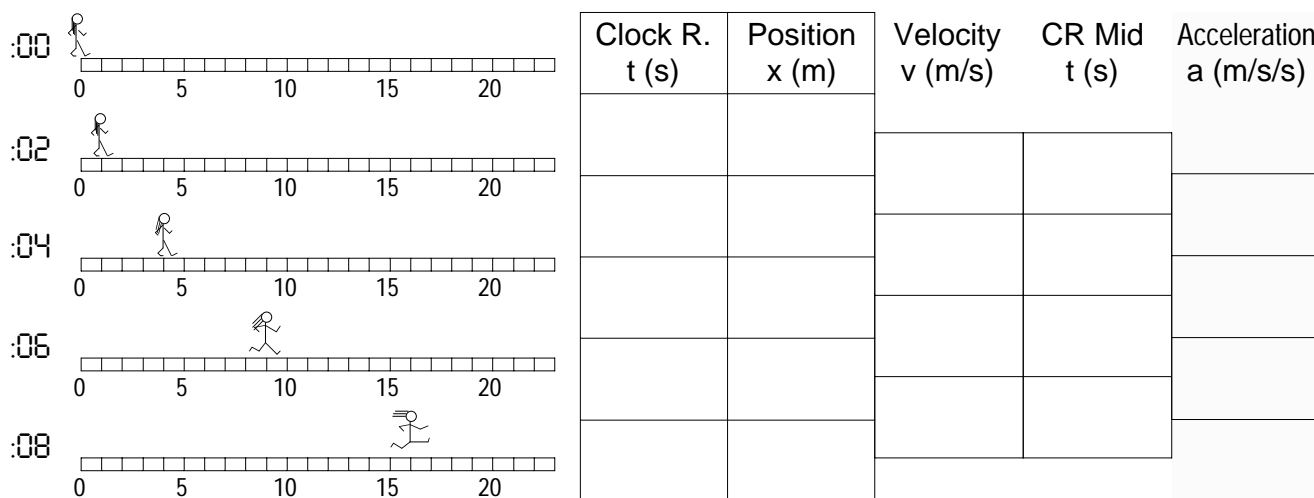 :00
0 5 10 15 20
:02
0 5 10 15 20
:04
0 5 10 15 20
:06
0 5 10 15 20
:08
0 5 10 15 20
Clock R. Position Velocity CR Mid Acceleration
t (s) x (m) v (m/s) t (s) a (m/s/s)